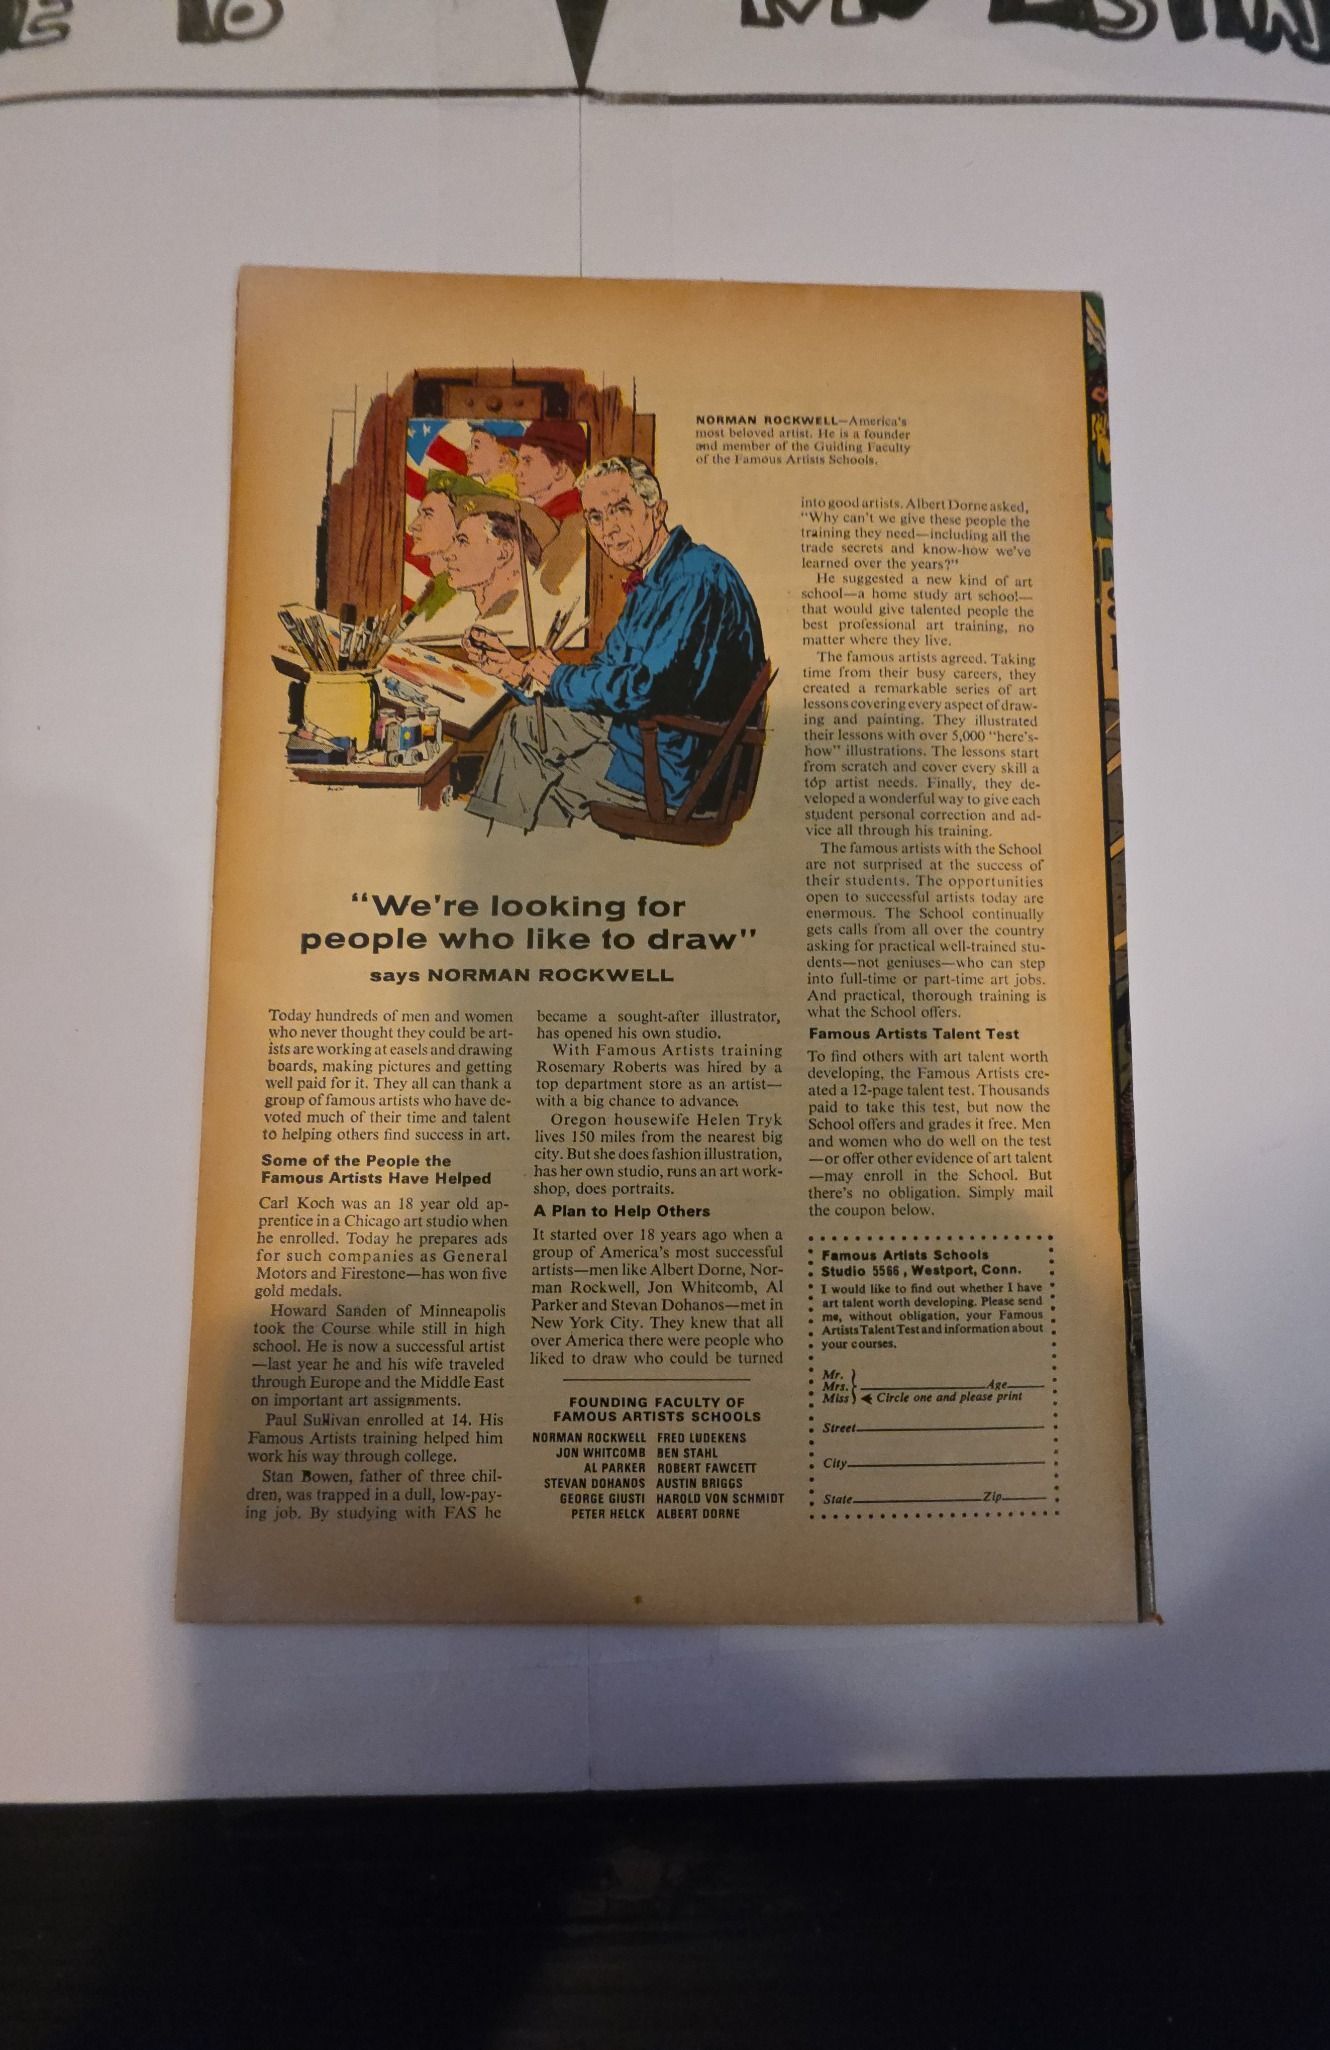 NORMAN ROCKWELL—America's
most beloved artist. He is a founder
and member of the Guiding Faculty
of the Famous Artists Schools.
"We're looking for
people who like to draw"
says NORMAN ROCKWELL
Today hundreds of men and women
who never thought they could be art-
ists are working at easels and drawing
boards, making pictures and getting
well paid for it. They all can thank a
group of famous artists who have de-
voted much of their time and talent
to helping others find success in art.
Some of the People the
Famous Artists Have Helped
Carl Koch was an 18 year old ap-
prentice in a Chicago art studio when
he enrolled. Today he prepares ads
for such companies as General
Motors and Firestone—has won five
gold medals.
Howard Sanden of Minneapolis
took the Course while still in high
school. He is now a successful artist
—last year he and his wife traveled
through Europe and the Middle East
on important art assignments.
Paul Sullivan enrolled at 14. His
Famous Artists training helped him
work his way through college.
Stan Bowen, father of three chil-
dren, was trapped in a dull, low-pay-
ing job. By studying with FAS he
became a sought-after illustrator,
has opened his own studio.
With Famous Artists training
Rosemary Roberts was hired by a
top department store as an artist—
with a big chance to advance.
Oregon housewife Helen Tryk
lives 150 miles from the nearest big
city. But she does fashion illustration,
has her own studio, runs an art work-
shop, does portraits.
A Plan to Help Others
It started over 18 years ago when a
group of America's most successful
artists—men like Albert Dorne, Nor-
man Rockwell, Jon Whitcomb, Al
Parker and Stevan Dohanos—met in
New York City. They knew that all
over America there were people who
liked to draw who could be turned
FOUNDING FACULTY OF
FAMOUS ARTISTS SCHOOLS
NORMAN ROCKWELL FRED LUDEKENS
JON WHITCOMB BEN STAHL
AL PARKER ROBERT FAWCETT
STEVAN DOHANOS AUSTIN BRIGGS
GEORGE GIUSTI HAROLD VON SCHMIDT
PETER HELCK ALBERT DORNE
into good artists. Albert Dorne asked,
"Why can't we give these people the
training they need—including all the
trade secrets and know-how we've
learned over the years?"
He suggested a new kind of art
school—a home study art school—
that would give talented people the
best professional art training, no
matter where they live.
The famous artists agreed. Taking
time from their busy careers, they
created a remarkable series of art
lessons covering every aspect of draw-
ing and painting. They illustrated
their lessons with over 5,000 "here's-
how" illustrations. The lessons start
from scratch and cover every skill a
top artist needs. Finally, they de-
veloped a wonderful way to give each
student personal correction and ad-
vice all through his training.
The famous artists with the School
are not surprised at the success of
their students. The opportunities
open to successful artists today are
enormous. The School continually
gets calls from all over the country
asking for practical well-trained stu-
dents—not geniuses—who can step
into full-time or part-time art jobs.
And practical, thorough training is
what the School offers.
Famous Artists Talent Test
To find others with art talent worth
developing, the Famous Artists cre-
ated a 12-page talent test. Thousands
paid to take this test, but now the
School offers and grades it free. Men
and women who do well on the test
—or offer other evidence of art talent
—may enroll in the School. But
there's no obligation. Simply mail
the coupon below.
Famous Artists Schools
Studio 5566, Westport, Conn.
I would like to find out whether I have
art talent worth developing. Please send
me, without obligation, your Famous
Artists Talent Test and information about
your courses.
Mr.
Mrs. Age
Miss Circle one and please print
Street
City
State Zip